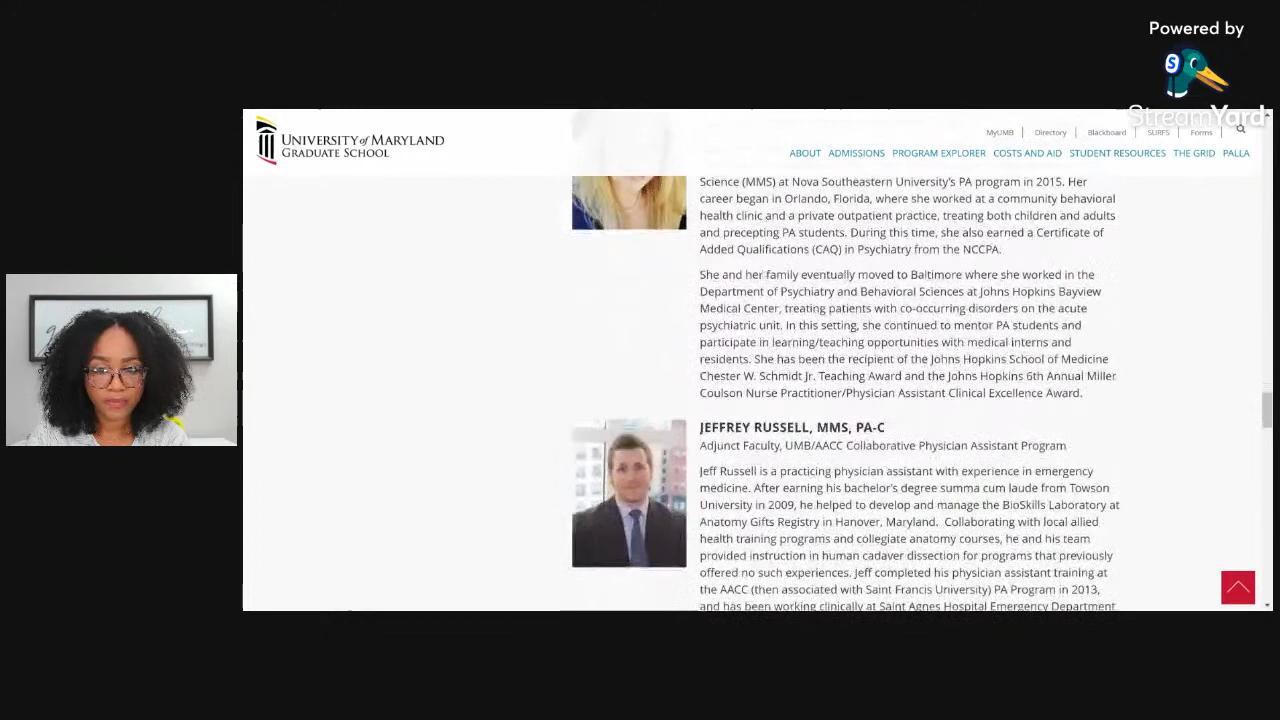 Powered by
StreamYard
UNIVERSITY of MARYLAND
GRADUATE SCHOOL
MyUMB | Directory | Blackboard | SURFS | Forms |
ABOUT ADMISSIONS PROGRAM EXPLORER COSTS AND AID STUDENT RESOURCES THE GRID PALLA
Science (MMS) at Nova Southeastern University's PA program in 2015. Her
career began in Orlando, Florida, where she worked at a community behavioral
health clinic and a private outpatient practice, treating both children and adults
and precepting PA students. During this time, she also earned a Certificate of
Added Qualifications (CAQ) in Psychiatry from the NCCPA.
She and her family eventually moved to Baltimore where she worked in the
Department of Psychiatry and Behavioral Sciences at Johns Hopkins Bayview
Medical Center, treating patients with co-occurring disorders on the acute
psychiatric unit. In this setting, she continued to mentor PA students and
participate in learning/teaching opportunities with medical interns and
residents. She has been the recipient of the Johns Hopkins School of Medicine
Chester W. Schmidt Jr. Teaching Award and the Johns Hopkins 6th Annual Miller
Coulson Nurse Practitioner/Physician Assistant Clinical Excellence Award.
JEFFREY RUSSELL, MMS, PA-C
Adjunct Faculty, UMB/AACC Collaborative Physician Assistant Program
Jeff Russell is a practicing physician assistant with experience in emergency
medicine. After earning his bachelor's degree summa cum laude from Towson
University in 2009, he helped to develop and manage the BioSkills Laboratory at
Anatomy Gifts Registry in Hanover, Maryland. Collaborating with local allied
health training programs and collegiate anatomy courses, he and his team
provided instruction in human cadaver dissection for programs that previously
offered no such experiences. Jeff completed his physician assistant training at
the AACC (then associated with Saint Francis University) PA Program in 2013,
and has been working clinically at Saint Agnes Hospital Emergency Department